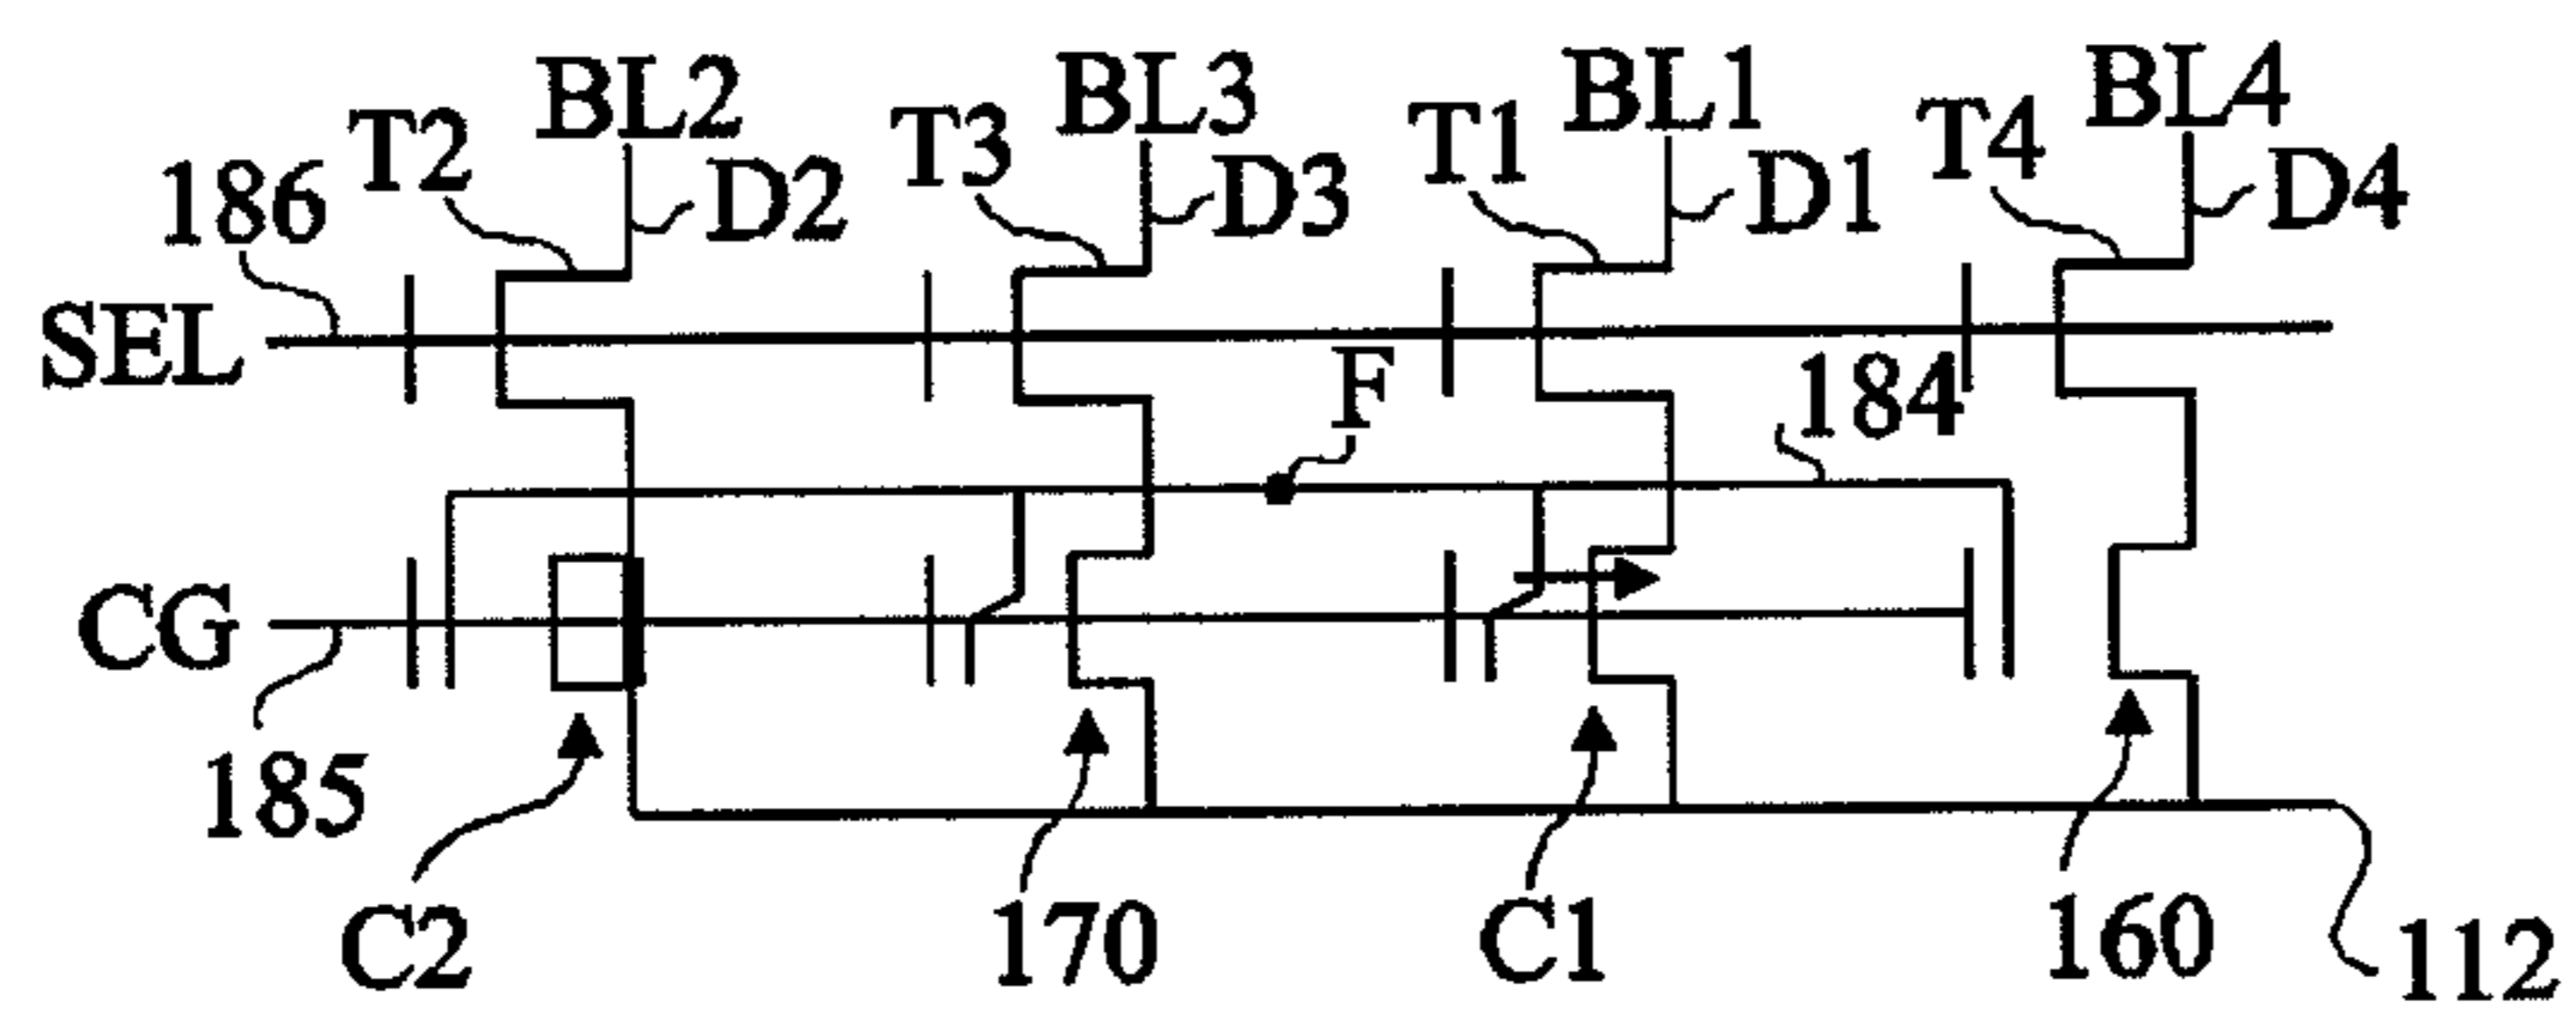 BL2 BL3 BL1 BL4
T2 T3 T1 T4
186 D2 D3 D1 D4
SEL
F 184
CG
185
C2 170 C1 160 112